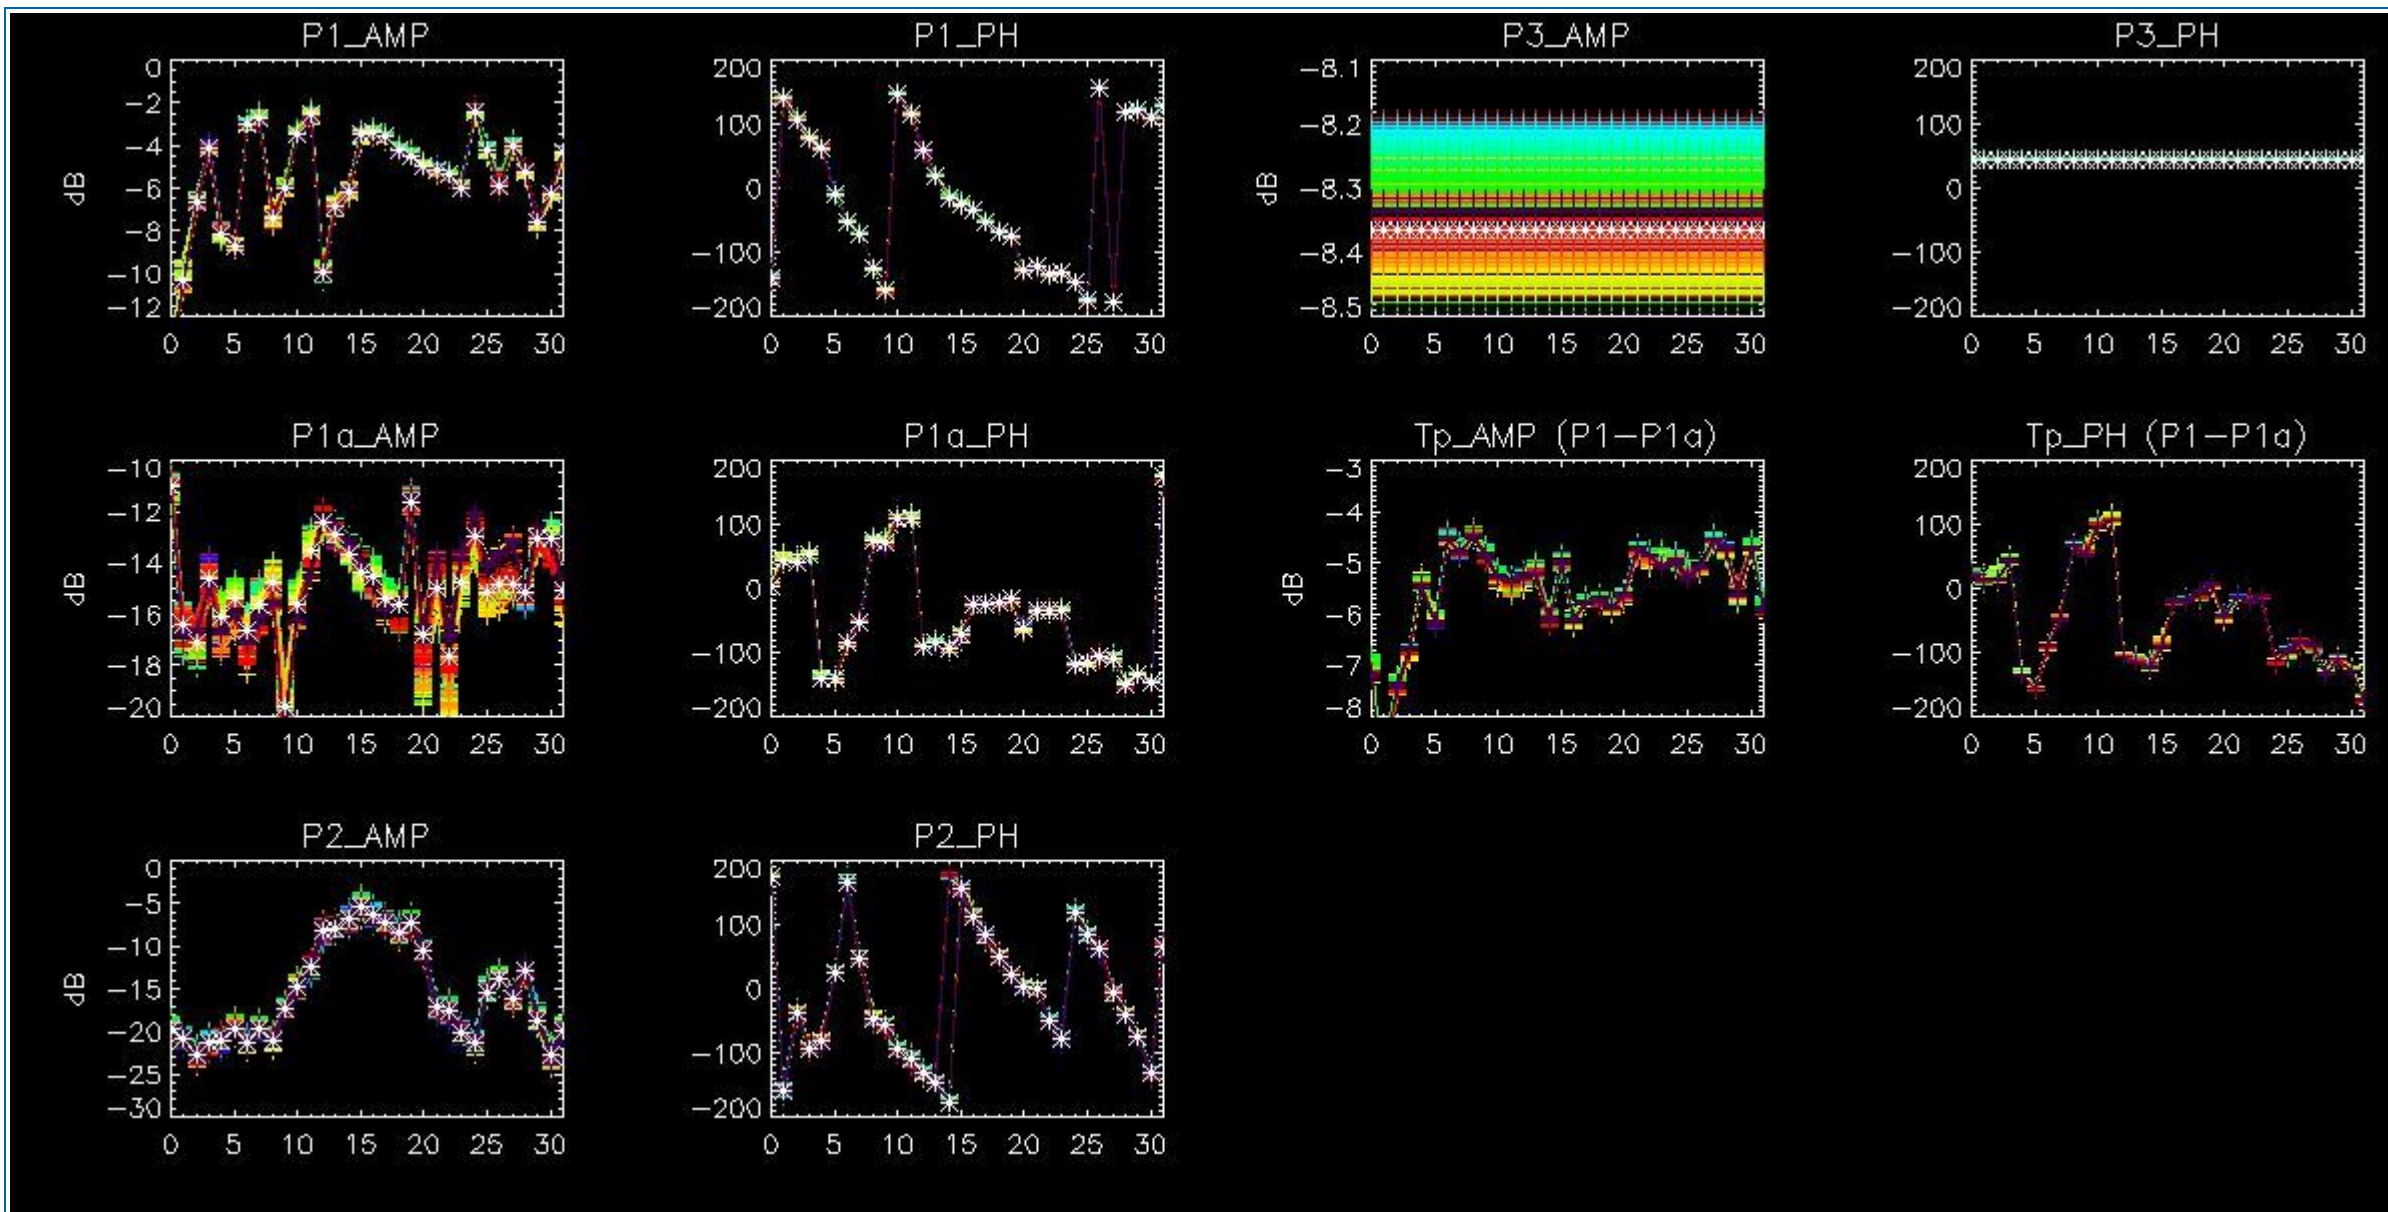 P1_AMP P1_PH P3_AMP P3_PH
0 200 −8.1 200
−2
100 −8.2 100
−4
dB 0 dB −8.3 0
−6
−8
−100 −8.4 −100
−10
−12 −200 −8.5 −200
0 5 10 15 20 25 30 0 5 10 15 20 25 30 0 5 10 15 20 25 30 0 5 10 15 20 25 30
P1a_AMP P1a_PH Tp_AMP (P1−P1a) Tp_PH (P1−P1a)
−10 200 −3 200
−12 100 −4 100
−14 −5
dB 0 dB 0
−16 −6
−18 −100 −7 −100
−20 −200 −8 −200
0 5 10 15 20 25 30 0 5 10 15 20 25 30 0 5 10 15 20 25 30 0 5 10 15 20 25 30
P2_AMP P2_PH
0 200
−5 100
−10
dB −15 0
−20 −100
−25
−30 −200
0 5 10 15 20 25 30 0 5 10 15 20 25 30